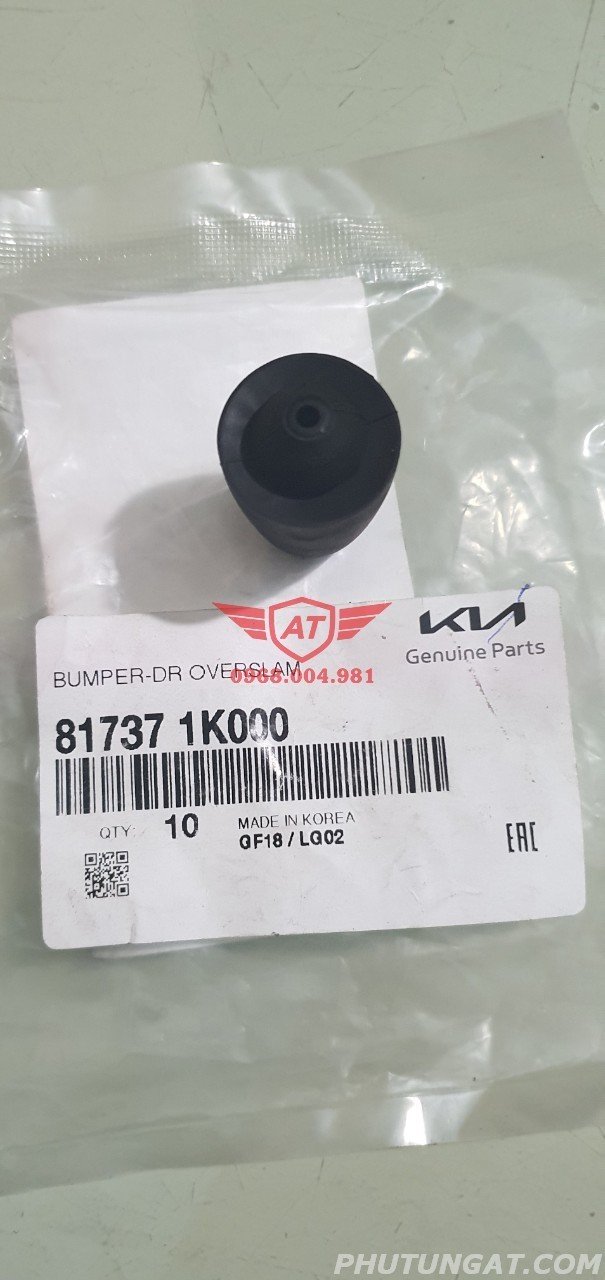 AT
KIA
Genuine Parts
BUMPER-DR OVERSLAM
0965.004.981
81737 1K000
QTY: 10
MADE IN KOREA
GF18 / LG02
EAC
PHUTUNGAT.COM